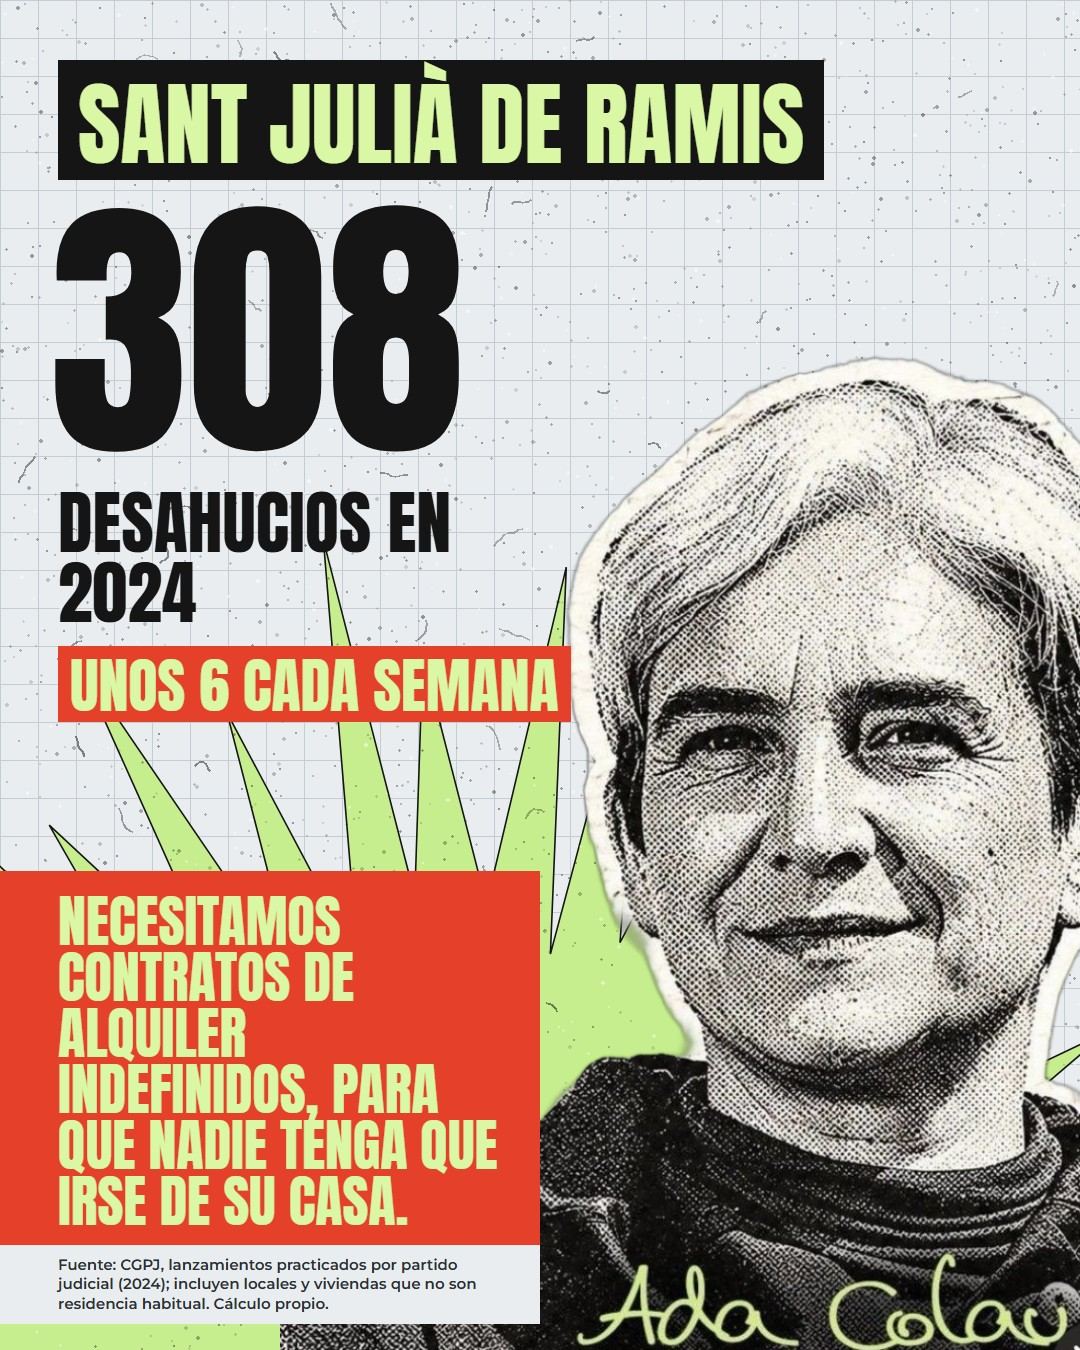 SANT JULIÀ DE RAMIS
308
DESAHUCIOS EN
2024
UNOS 6 CADA SEMANA
NECESITAMOS
CONTRATOS DE
ALQUILER
INDEFINIDOS, PARA
QUE NADIE TENGA QUE
IRSE DE SU CASA.
Fuente: CGPJ, lanzamientos practicados por partido
judicial (2024); incluyen locales y viviendas que no son
residencia habitual. Cálculo propio.
Ada Colau